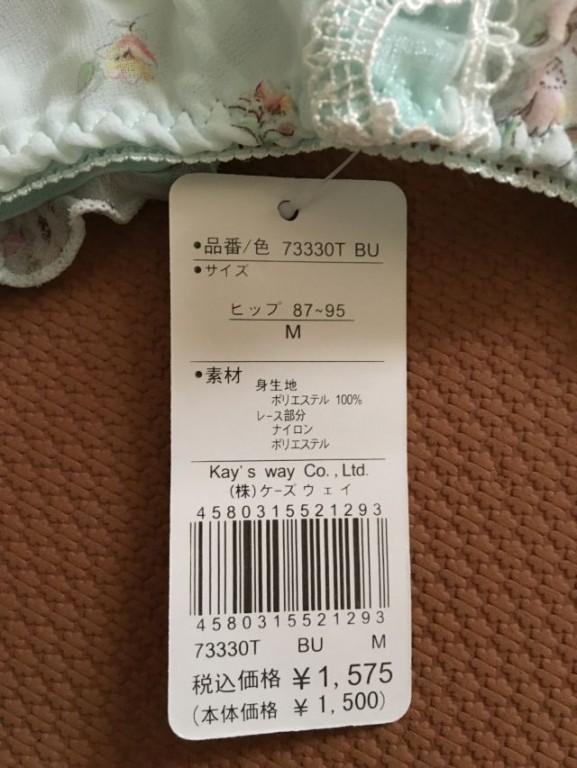 ●品番/色 73330T BU
●サイズ
ヒップ 87~95
M
●素材
身生地
ポリエステル 100%
レース部分
ナイロン
ポリエステル
Kay's way Co.,Ltd.
(株)ケーズウェイ
4580315521293
4580315521293
73330T BU M
税込価格 ¥1,575
(本体価格 ¥1,500)